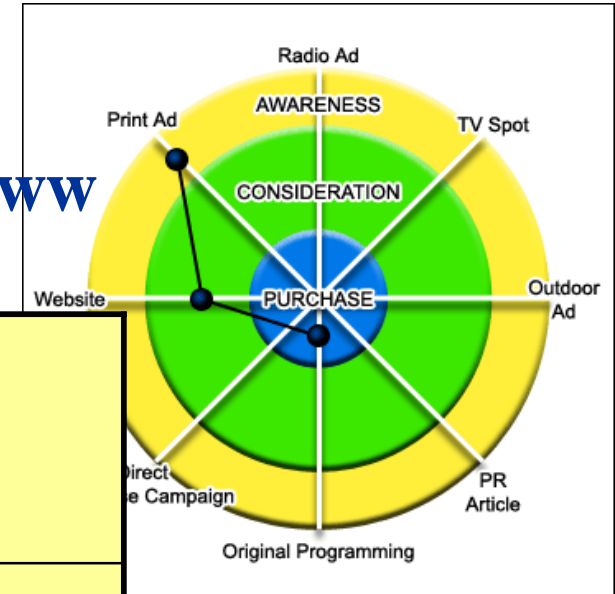 Radio Ad
AWARENESS
Print Ad
TV Spot
CONSIDERATION
ww
Website
PURCHASE
Outdoor
Ad
Direct
PR
Article
Campaign
Original Programming